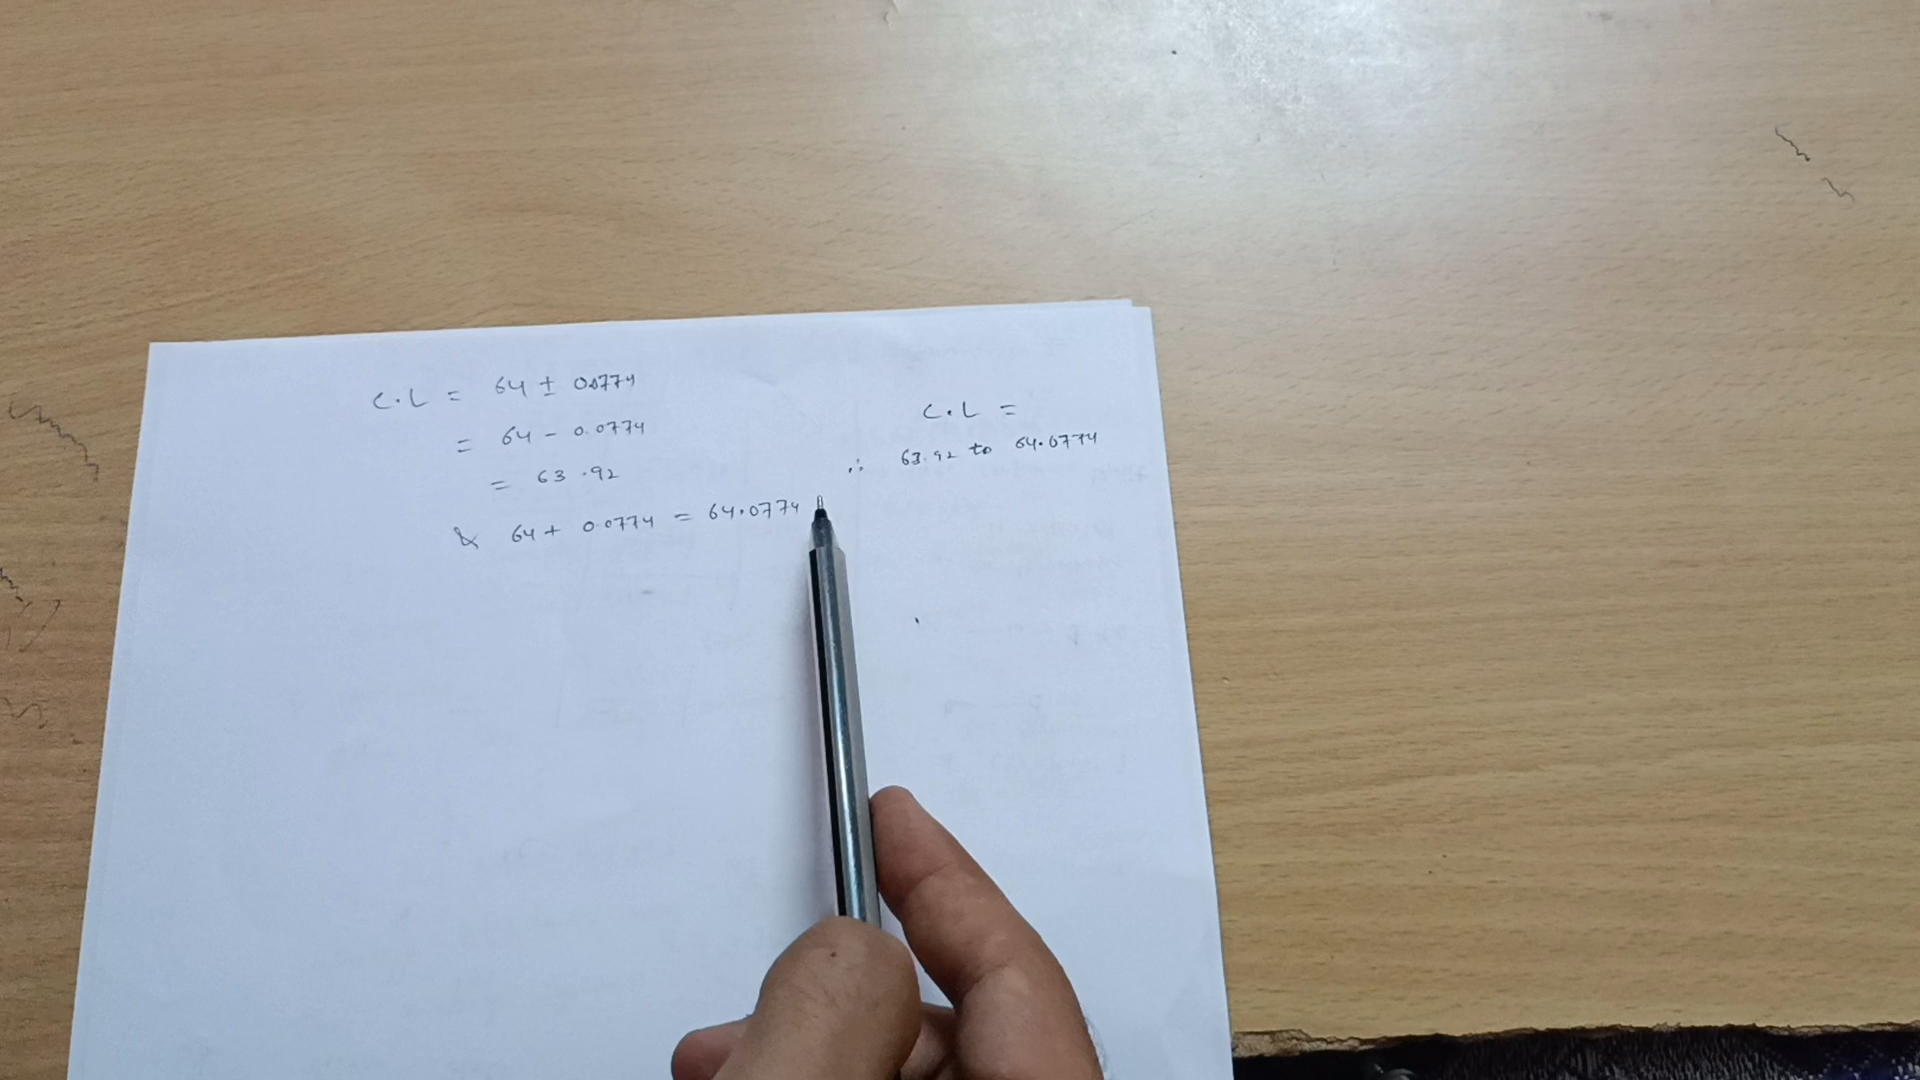 C.L = 64 ± 0.0774
= 64 - 0.0774
= 63.92
& 64 + 0.0774 = 64.0774
C.L =
∴ 63.92 to 64.0774